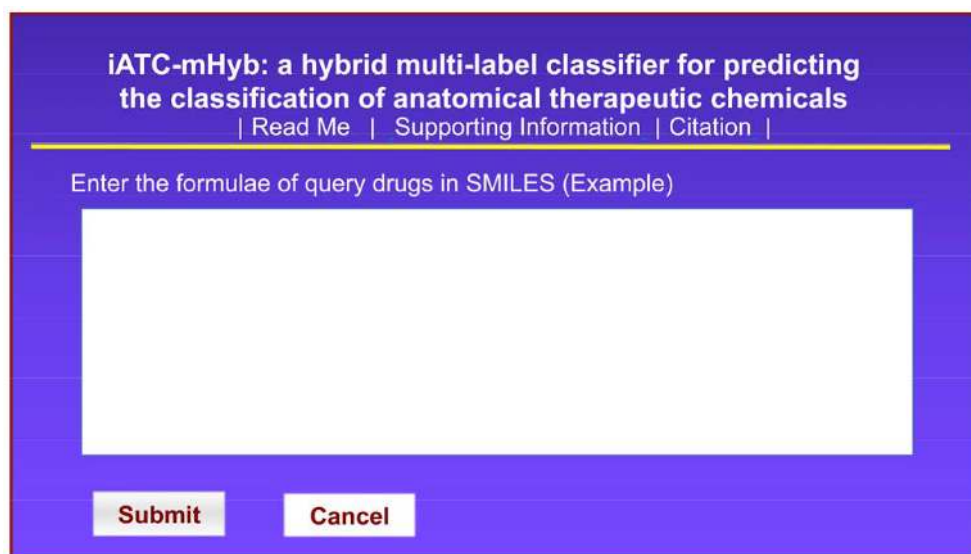 iATC-mHyb: a hybrid multi-label classifier for predicting
the classification of anatomical therapeutic chemicals
| Read Me | Supporting Information | Citation |
Enter the formulae of query drugs in SMILES (Example)
Submit Cancel